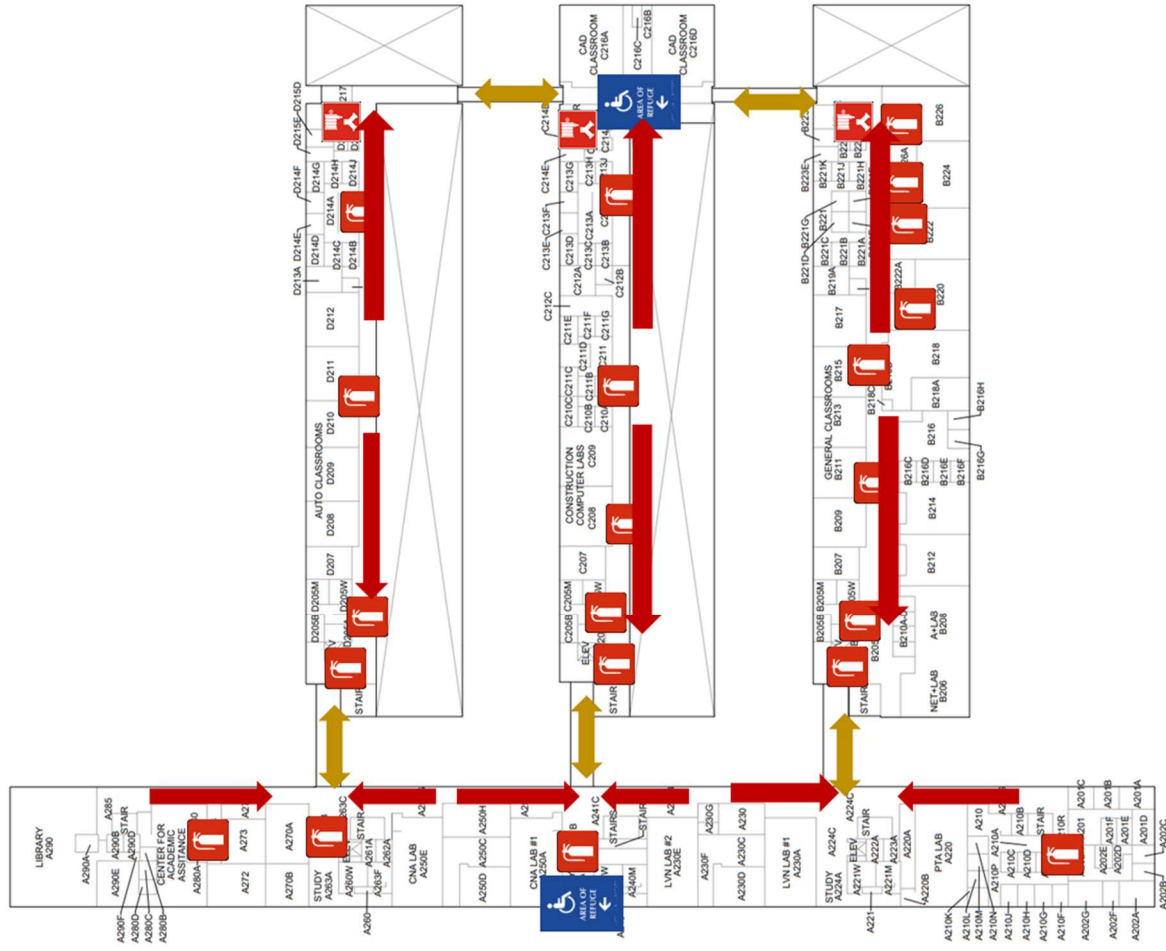 CAD
CLASSROOM
C216A
C216C
C216B
CAD
CLASSROOM
C216D
D215D
D215E
D214F
D214G
D214H
D214J
D214A
D214E
D214D
D214C
D214B
D213A
D212
D211
D210
AUTO CLASSROOMS
D209
D208
D207
D205M
D205W
D205B
STAIR
AREA OF
REFUGE
C214E
C213G
C213H
C213F
C213E
C213D
C213A
C213C
C213B
C212A
C212B
C212C
C211E
C211F
C211G
C211D
C211
C211C
C211B
C210C
C210B
C210A
CONSTRUCTION
COMPUTER LABS
C209
C208
C207
C205M
C205B
ELEV
STAIR
B226
B223E
B221K
B221J
B221H
B224
B221G
B221
B222
B221D
B221C
B221B
B221A
B219A
B222A
B220
B217
B215
B218
B218C
B218A
B216H
B213
GENERAL CLASSROOMS
B211
B216
B216G
B216C
B216D
B216E
B216F
B209
B214
B207
B212
B205M
B205B
A+LAB
B208
NET+LAB
B206
STAIR
LIBRARY
A290
A290A
A285
A290B
STAIR
A290D
A290E
A290F
A280D
A280C
A280B
CENTER FOR
ACADEMIC
ASSITANCE
A280A
A273
A272
A270A
A270B
STUDY
A263A
STAIR
A261A
A262A
A260W
A263F
A260
CNA LAB
A250E
A250H
A250C
A250D
CNA LAB #1
A250A
A241C
STAIRS
A240M
AREA OF
REFUGE
LVN LAB #2
A230E
A230G
A230
A230F
A230C
A230D
LVN LAB #1
A230A
A224C
A224C
STUDY
A224A
STAIR
ELEV
A222A
A223A
A221W
A221M
A221
A220A
A220B
PTA LAB
A220
A210
A210A
A210B
A210P
A210C
A210D
STAIR
A210R
A210K
A210L
A210M
A210N
A210J
A210H
A210G
A210F
A201
A201C
A201B
A201A
A202E
A201F
A201E
A201D
A202D
A202C
A202G
A202F
A202A
A202B